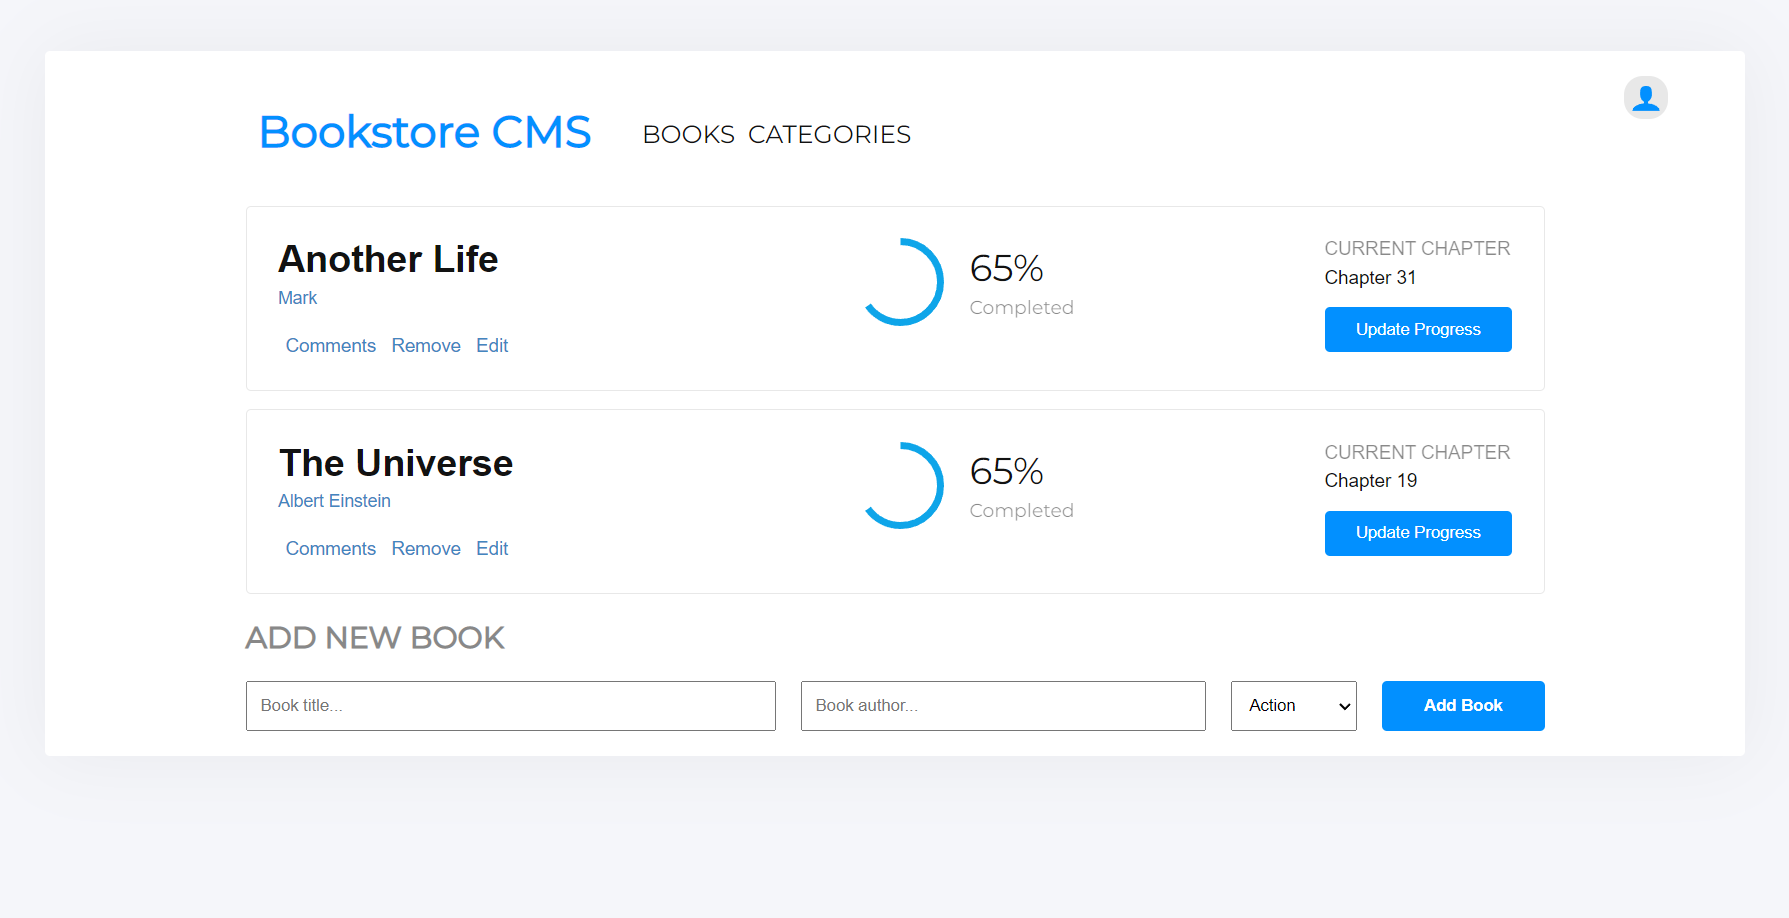 Bookstore CMS BOOKS CATEGORIES
Another Life
Mark
Comments Remove Edit
65%
Completed
CURRENT CHAPTER
Chapter 31
Update Progress
The Universe
Albert Einstein
Comments Remove Edit
65%
Completed
CURRENT CHAPTER
Chapter 19
Update Progress
ADD NEW BOOK
Book title... Book author... Action Add Book